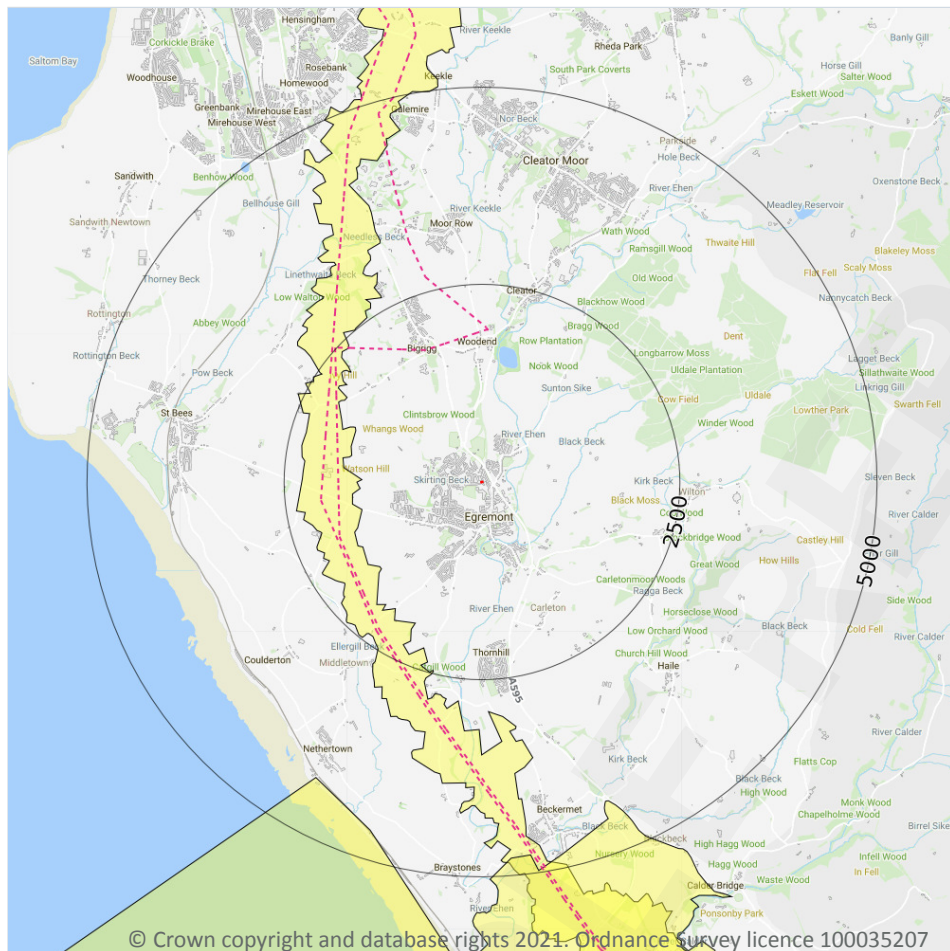 Hensingham
River Keekle
Banly Gill
Corkickle Brake
Rheda Park
Saltom Bay
Rosebank
Horse Gill
Woodhouse
Homewood
Keekle
South Park Coverts
Salter Wood
Eskett Wood
Greenbank
Mirehouse East
Galemire
Mirehouse West
Nor Beck
Parkside
Cleator Moor
Hole Beck
Sandwith
Benhow Wood
Oxenstone Beck
River Ehen
Bellhouse Gill
River Keekle
Meadley Reservoir
Sandwith Newtown
Moor Row
Wath Wood
Needless Beck
Ramsgill Wood
Thwaite Hill
Blakeley Moss
Scaly Moss
Linethwaite Beck
Old Wood
Flat Fell
Thorney Beck
Cleator
Low Walton Wood
Blackhow Wood
Nannycatch Beck
Rottington
Abbey Wood
Bragg Wood
Dent
Woodend
Row Plantation
Bigrigg
Longbarrow Moss
Rottington Beck
Lagget Beck
Nook Wood
Uldale Plantation
Sillathwaite Wood
Pow Beck
Hill
Sunton Sike
Uldale
Linkrigg Gill
Cow Field
Swarth Fell
St Bees
Clintsbrow Wood
Lowther Park
Whangs Wood
Winder Wood
River Ehen
Black Beck
Watson Hill
Skirting Beck
Kirk Beck
Sleven Beck
Wilton
Black Moss
Egremont
River Calder
2500
Castley Hill
5000
Great Wood
How Hills
Carletonmoor Woods
Ragga Beck
Side Wood
River Ehen
Carleton
Horseclose Wood
Black Beck
Cold Fell
Low Orchard Wood
River Calder
Ellergill Beck
Thornhill
Church Hill Wood
Coulderton
Middletown
Haile
A595
River Calder
Nethertown
Kirk Beck
Flatts Cop
Black Beck
High Wood
Monk Wood
Beckermet
Chapelholme Wood
Black Beck
Birrel Sike
High Hagg Wood
Nursery Wood
Infell Wood
Hagg Wood
In Fell
Braystones
Waste Wood
Calder Bridge
River Ehen
Ponsonby Park
© Crown copyright and database rights 2021. Ordnance Survey licence 100035207